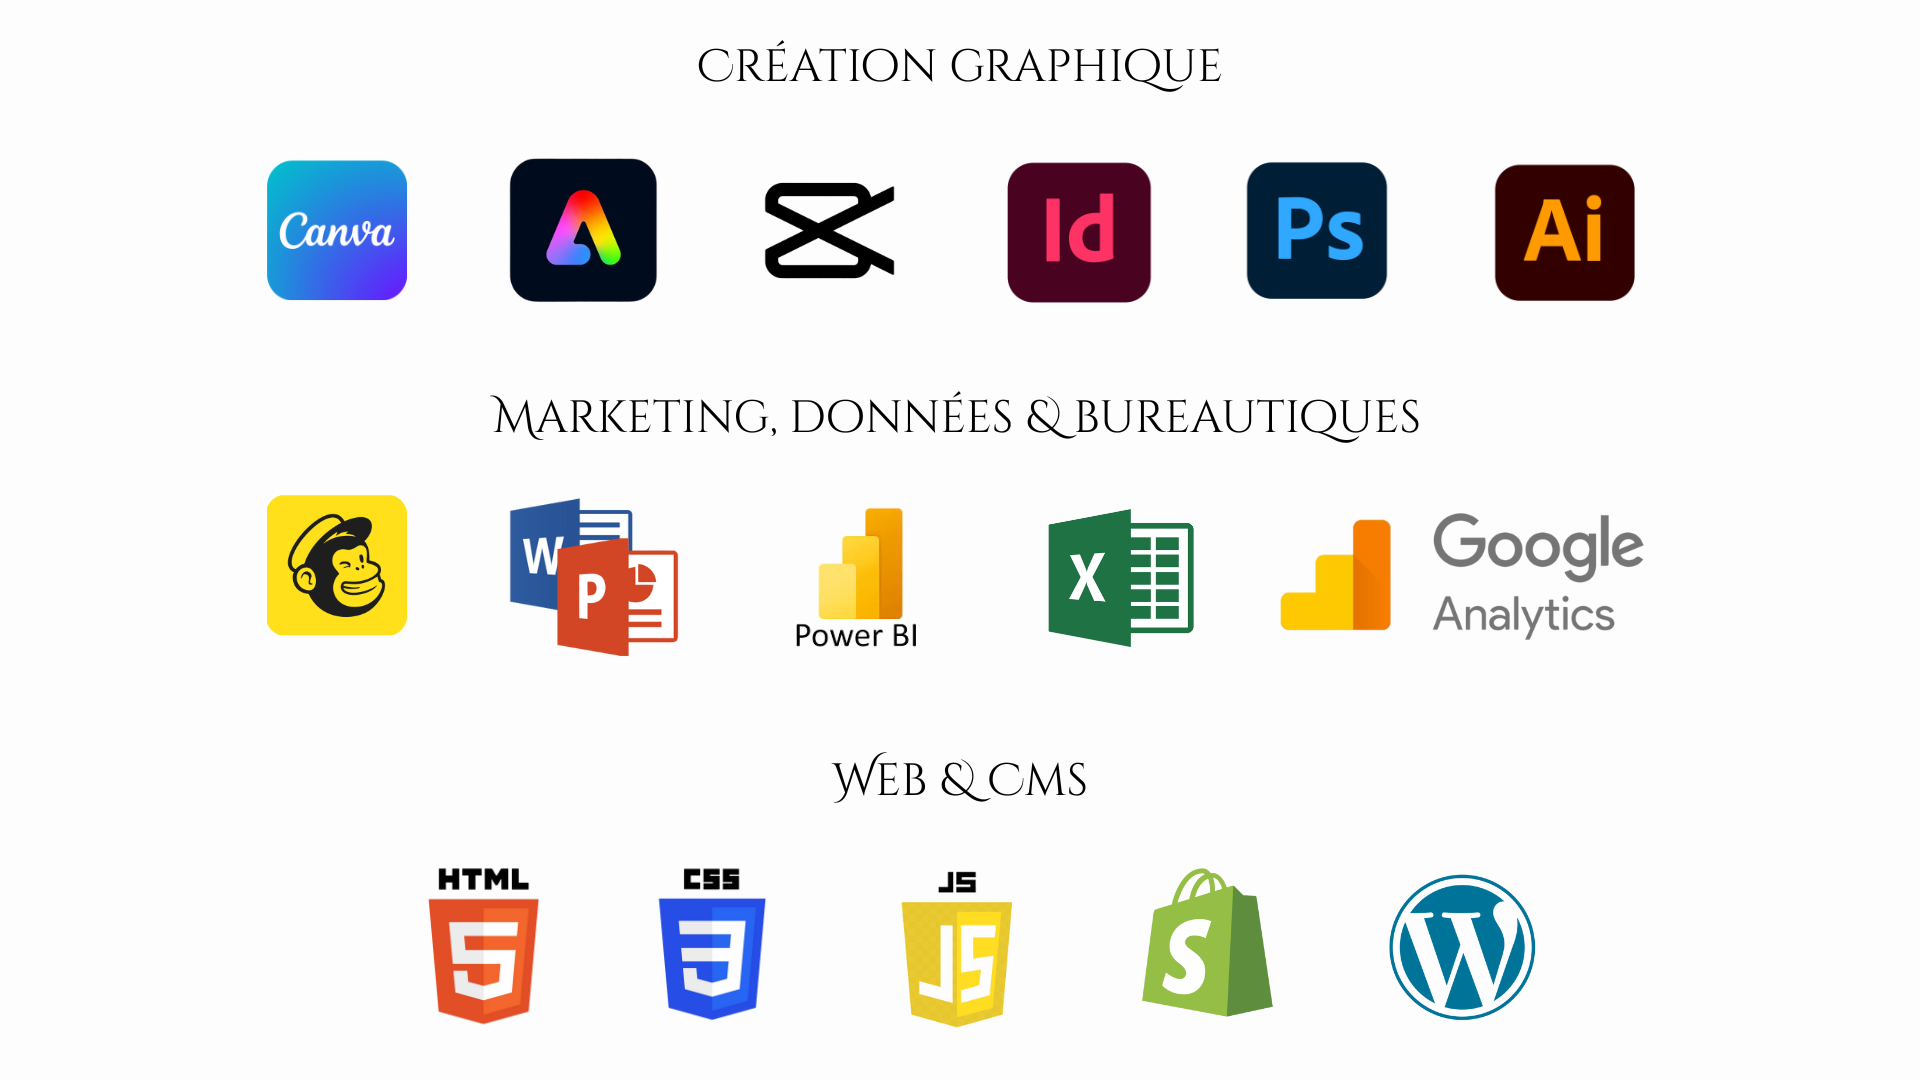 Création graphique
Canva
Id
Ps
Ai
Marketing, données & bureautiques
W
P
Power BI
X
Google
Analytics
Web & CMS
HTML
5
CSS
3
JS
JS
S
W